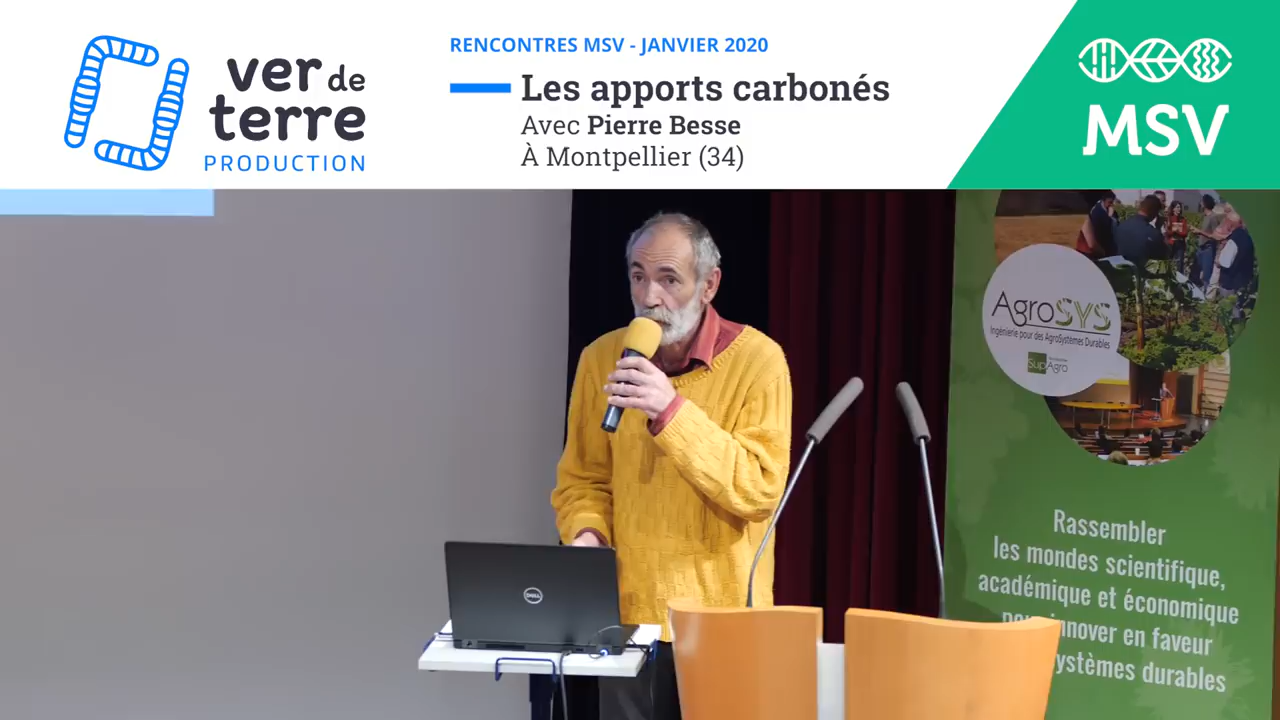 ver de
terre
PRODUCTION
RENCONTRES MSV - JANVIER 2020
Les apports carbonés
Avec Pierre Besse
À Montpellier (34)
MSV
AgroSYS
Ingénierie pour des AgroSystèmes Durables
SupAgro
DELL
Rassembler
les mondes scientifique,
académique et économique
innover en faveur
systèmes durables